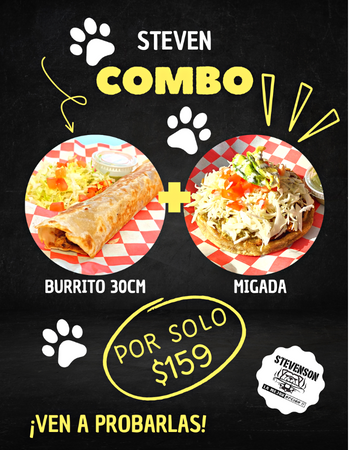 STEVEN
COMBO
+
BURRITO 30CM
MIGADA
POR SOLO
$159
STEVENSON
¡VEN A PROBARLAS!